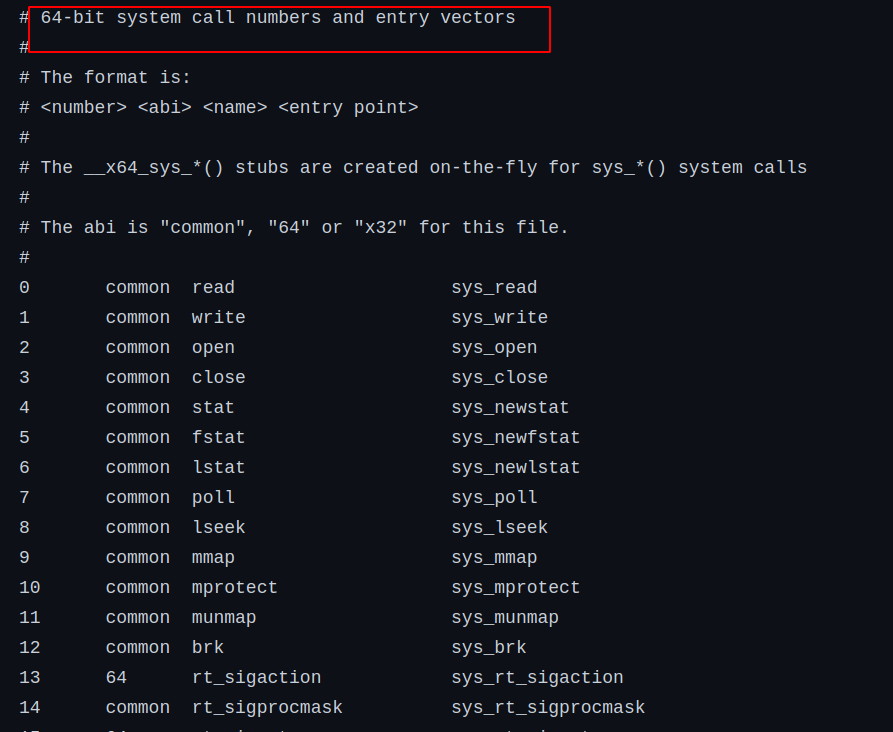 # 64-bit system call numbers and entry vectors
#
# The format is:
# <number> <abi> <name> <entry point>
#
# The __x64_sys_*() stubs are created on-the-fly for sys_*() system calls
#
# The abi is "common", "64" or "x32" for this file.
#
0 common read sys_read
1 common write sys_write
2 common open sys_open
3 common close sys_close
4 common stat sys_newstat
5 common fstat sys_newfstat
6 common lstat sys_newlstat
7 common poll sys_poll
8 common lseek sys_lseek
9 common mmap sys_mmap
10 common mprotect sys_mprotect
11 common munmap sys_munmap
12 common brk sys_brk
13 64 rt_sigaction sys_rt_sigaction
14 common rt_sigprocmask sys_rt_sigprocmask